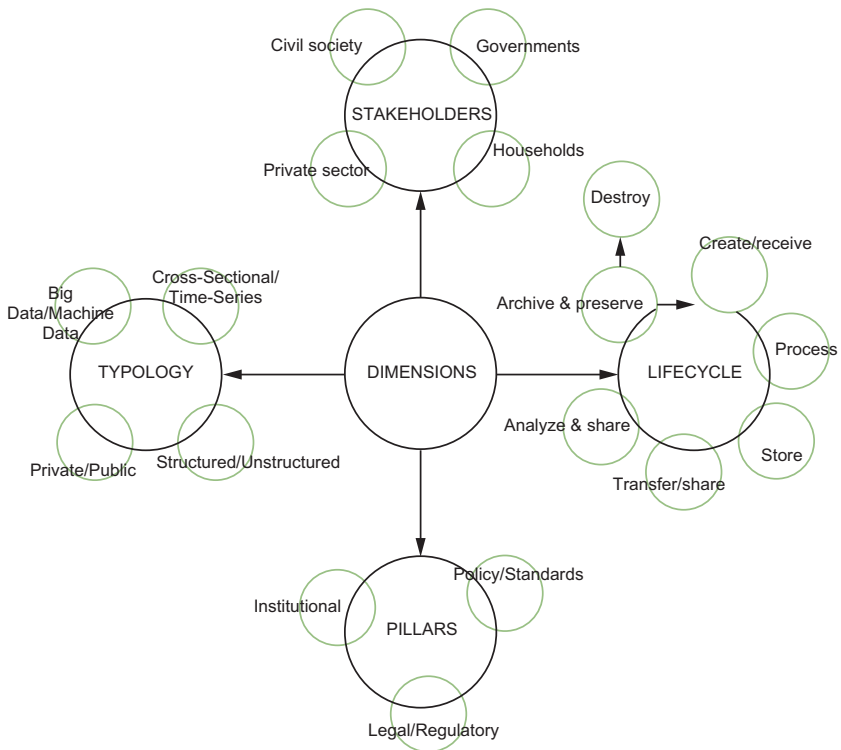 Civil society
Governments
STAKEHOLDERS
Private sector
Households
Destroy
Create/receive
Archive & preserve
Process
LIFECYCLE
Analyze & share
Store
Transfer/share
Big
Data/Machine
Data
Cross-Sectional/
Time-Series
TYPOLOGY
DIMENSIONS
Private/Public
Structured/Unstructured
Institutional
Policy/Standards
PILLARS
Legal/Regulatory